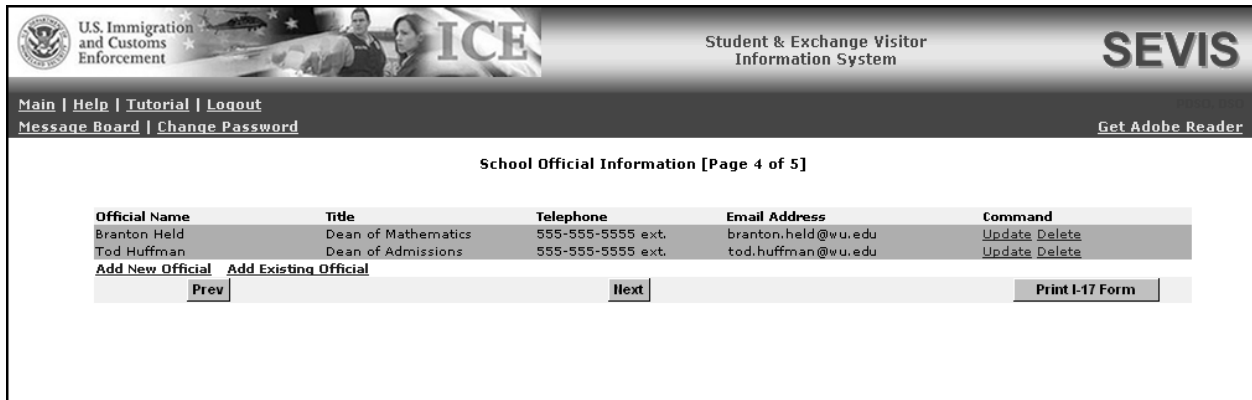 U.S. Immigration
and Customs
Enforcement
ICE
Student & Exchange Visitor
Information System
SEVIS
Main | Help | Tutorial | Logout
Message Board | Change Password
Get Adobe Reader
School Official Information [Page 4 of 5]
Official Name Title Telephone Email Address Command
Branton Held Dean of Mathematics 555-555-5555 ext. branton.held@wu.edu Update Delete
Tod Huffman Dean of Admissions 555-555-5555 ext. tod.huffman@wu.edu Update Delete
Add New Official Add Existing Official
Prev Next Print I-17 Form